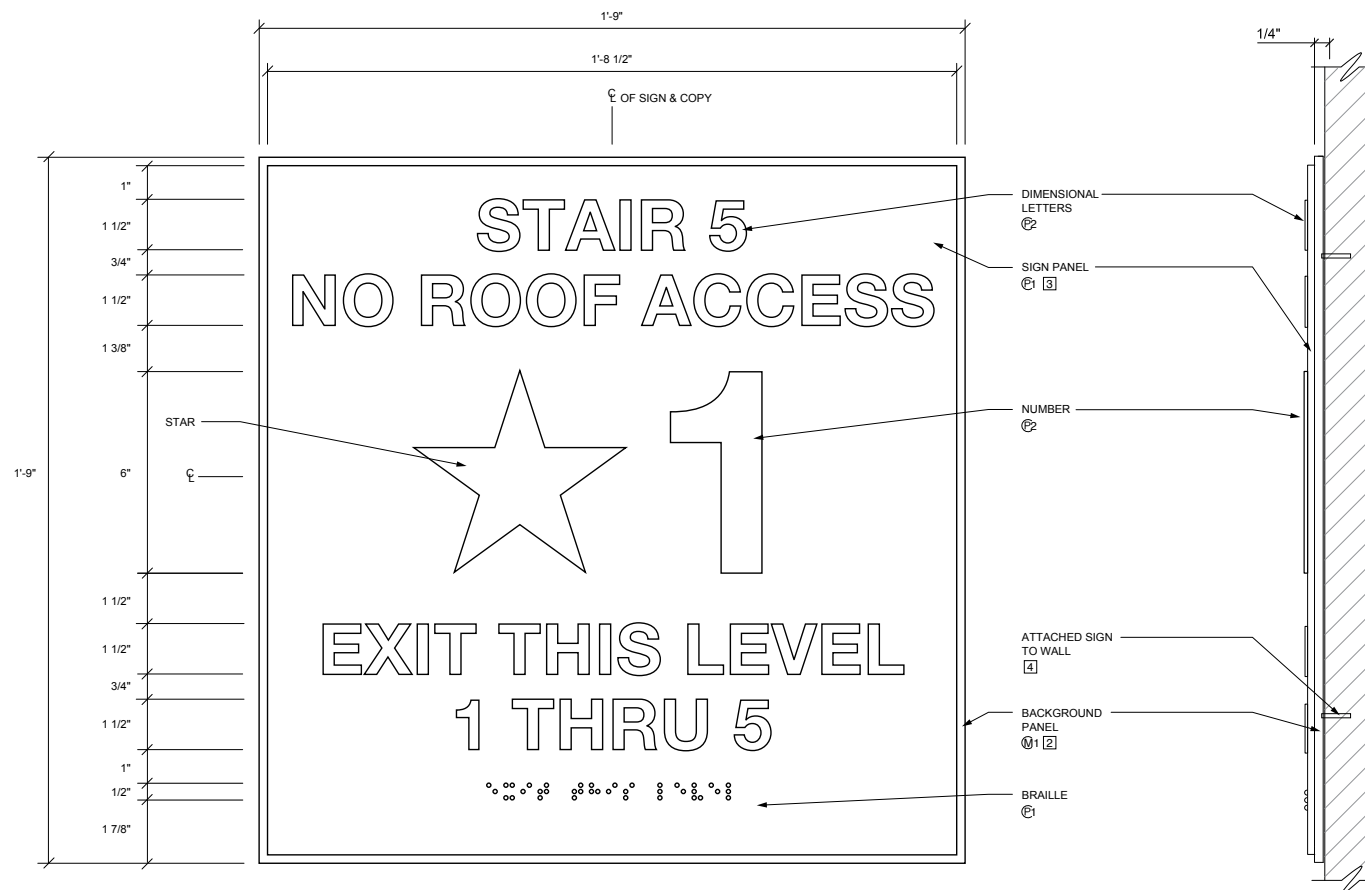 1'-9"
1'-8 1/2"
℄ OF SIGN & COPY
1/4"
1"
1 1/2"
3/4"
1 1/2"
1 3/8"
6"
1 1/2"
1 1/2"
3/4"
1 1/2"
1"
1/2"
1 7/8"
1'-9"
STAR
℄
STAIR 5
NO ROOF ACCESS
1
EXIT THIS LEVEL
1 THRU 5
DIMENSIONAL
LETTERS
P2
SIGN PANEL
P1 3
NUMBER
P2
ATTACHED SIGN
TO WALL
4
BACKGROUND
PANEL
M1 2
BRAILLE
P1